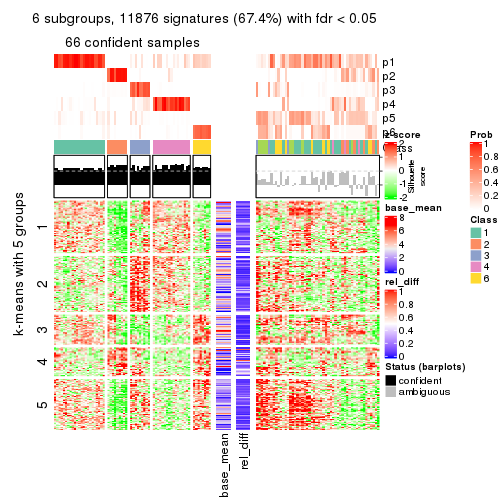 6 subgroups, 11876 signatures (67.4%) with fdr < 0.05
66 confident samples
p1
p2
p3
p4
p5
p6
Class
z-score
2
1
0
-1
-2
Silhouette
score
Prob
1
0.8
0.6
0.4
0.2
0
k-means with 5 groups
1
2
3
4
5
base_mean
8
6
4
2
0
Class
1
2
3
4
6
rel_diff
1
0.8
0.6
0.4
0.2
0
Status (barplots)
confident
ambiguous
base_mean
rel_diff